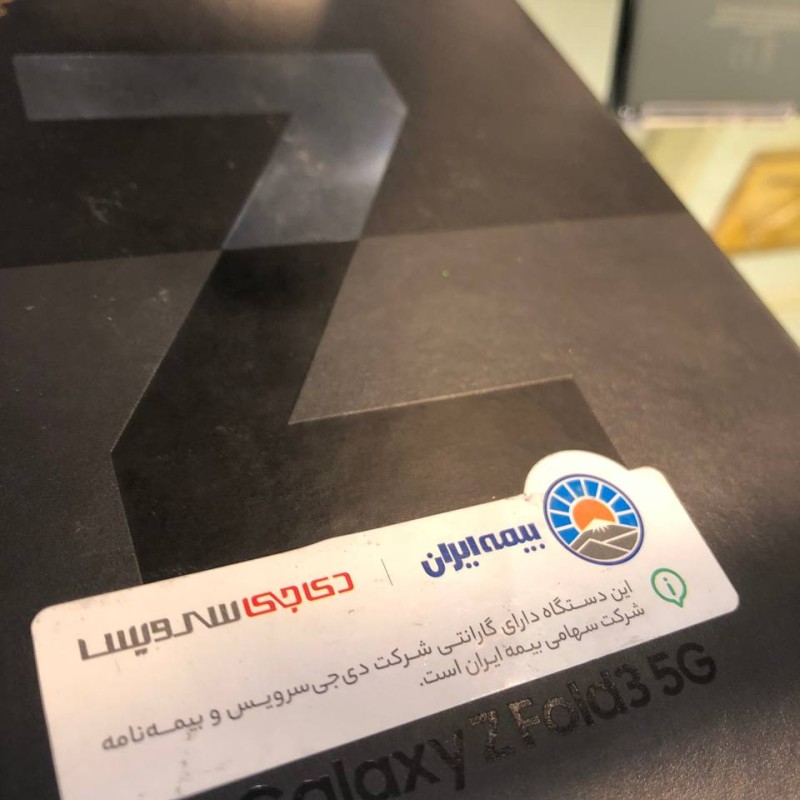 Z
بیمه ایران
دی‌جی سرویس
این دستگاه دارای گارانتی شرکت دی‌جی‌سرویس و بیمه‌نامه
شرکت سهامی بیمه ایران است.
Galaxy Z Fold3 5G